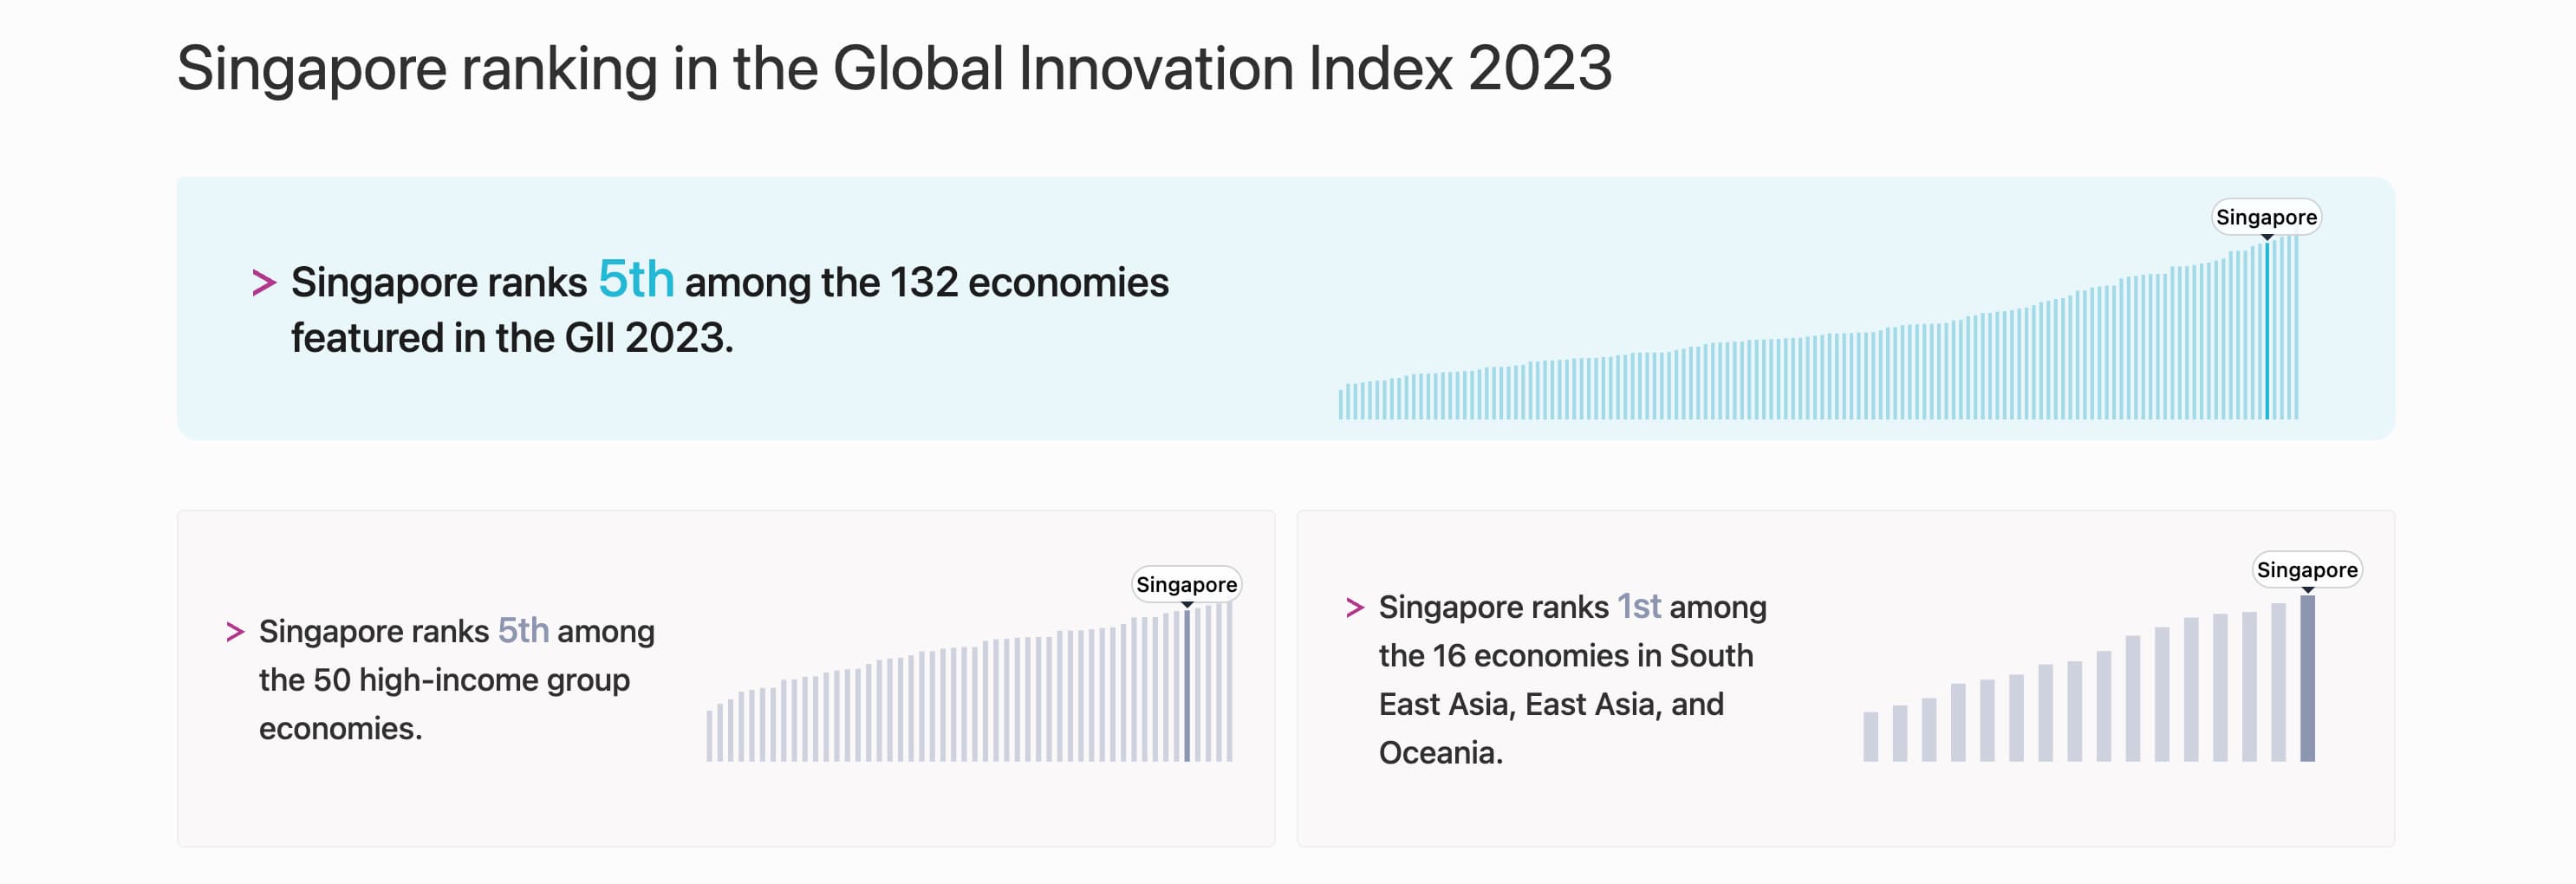 Singapore ranking in the Global Innovation Index 2023
Singapore
> Singapore ranks 5th among the 132 economies
featured in the GII 2023.
Singapore
> Singapore ranks 5th among
the 50 high-income group
economies.
Singapore
> Singapore ranks 1st among
the 16 economies in South
East Asia, East Asia, and
Oceania.